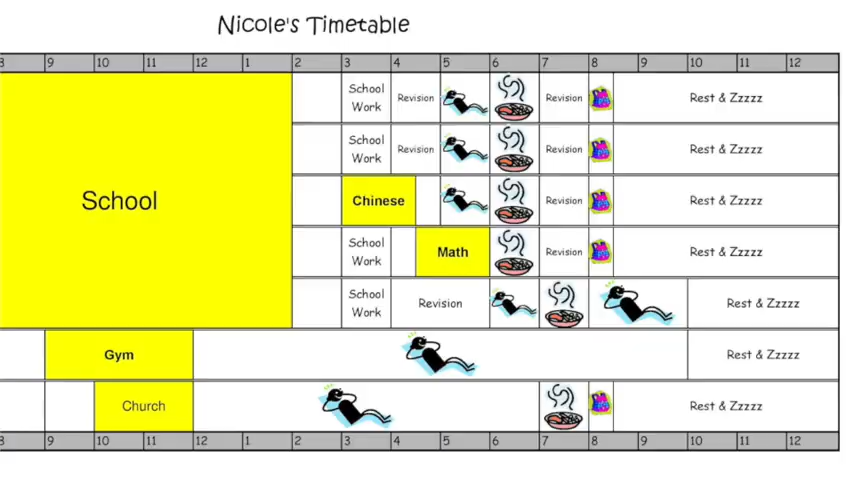 Nicole's Timetable
8 9 10 11 12 1 2 3 4 5 6 7 8 9 10 11 12
School
School Work Revision Revision Rest & Zzzzz
School Work Revision Revision Rest & Zzzzz
Chinese Revision Rest & Zzzzz
School Work Math Revision Rest & Zzzzz
School Work Revision Rest & Zzzzz
Gym Rest & Zzzzz
Church Rest & Zzzzz
8 9 10 11 12 1 2 3 4 5 6 7 8 9 10 11 12